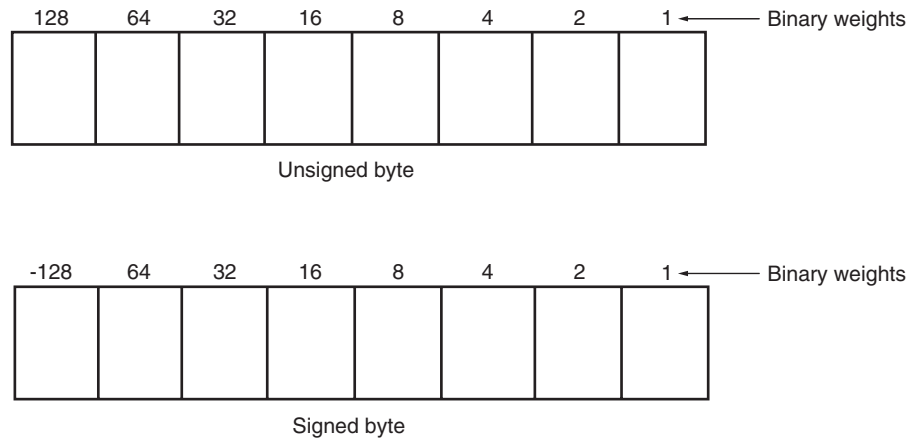 128 64 32 16 8 4 2 1 Binary weights
Unsigned byte
-128 64 32 16 8 4 2 1 Binary weights
Signed byte